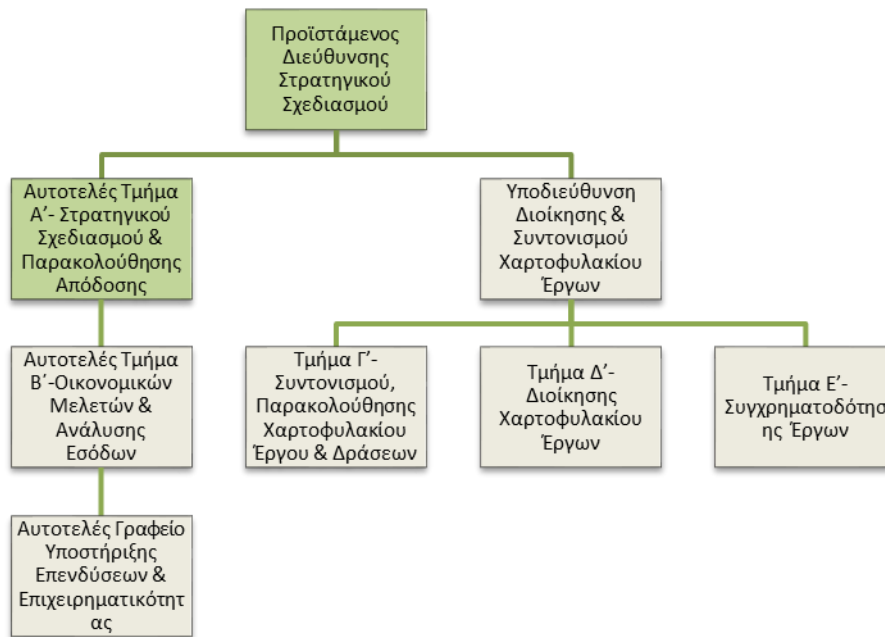 Προϊστάμενος
Διεύθυνσης
Στρατηγικού
Σχεδιασμού
Αυτοτελές Τμήμα
Α'- Στρατηγικού
Σχεδιασμού &
Παρακολούθησης
Απόδοσης
Υποδιεύθυνση
Διοίκησης &
Συντονισμού
Χαρτοφυλακίου
Έργων
Αυτοτελές Τμήμα
Β΄-Οικονομικών
Μελετών &
Ανάλυσης
Εσόδων
Τμήμα Γ'-
Συντονισμού,
Παρακολούθησης
Χαρτοφυλακίου
Έργου & Δράσεων
Τμήμα Δ'-
Διοίκησης
Χαρτοφυλακίου
Έργων
Τμήμα Ε'-
Συγχρηματοδότησ
ης Έργων
Αυτοτελές Γραφείο
Υποστήριξης
Επενδύσεων &
Επιχειρηματικότητ
ας